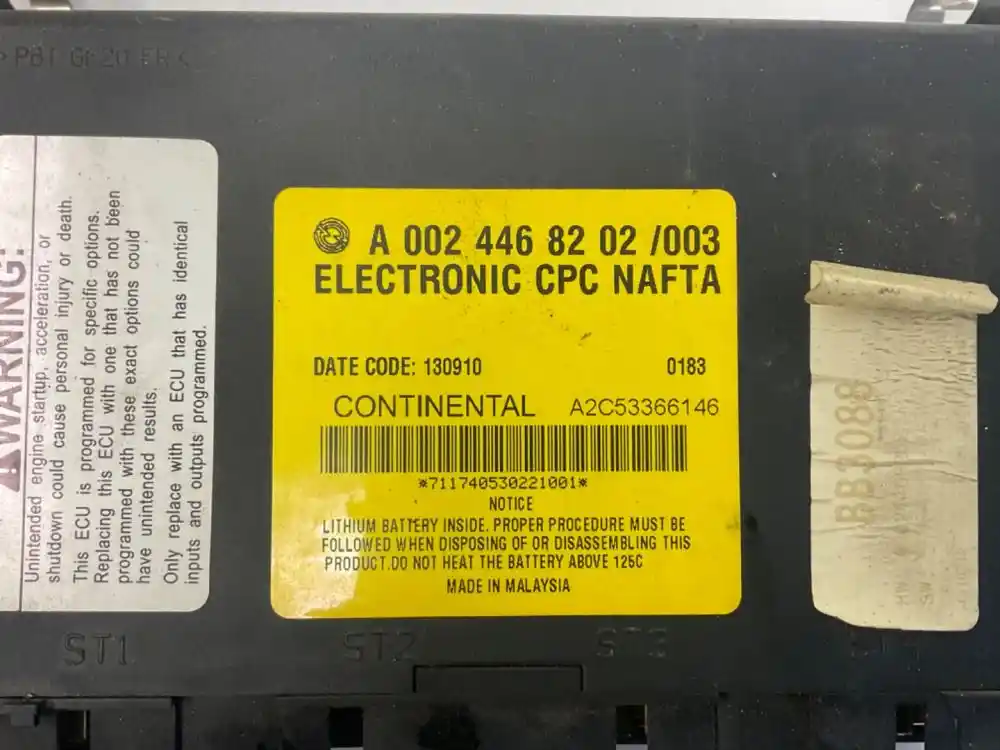 >PBT GF20 FR<
WARNING!
Unintended engine startup, acceleration, or
shutdown could cause personal injury or death.
This ECU is programmed for specific options.
Replacing this ECU with one that has not been
programmed with these exact options could
have unintended results.
Only replace with an ECU that has identical
inputs and outputs programmed.
A 002 446 82 02 /003
ELECTRONIC CPC NAFTA
DATE CODE: 130910 0183
CONTINENTAL A2C53366146
*711740530221001*
NOTICE
LITHIUM BATTERY INSIDE. PROPER PROCEDURE MUST BE
FOLLOWED WHEN DISPOSING OF OR DISASSEMBLING THIS
PRODUCT.DO NOT HEAT THE BATTERY ABOVE 125C
MADE IN MALAYSIA
BB3088
HW
SW
ST1 ST2 ST3